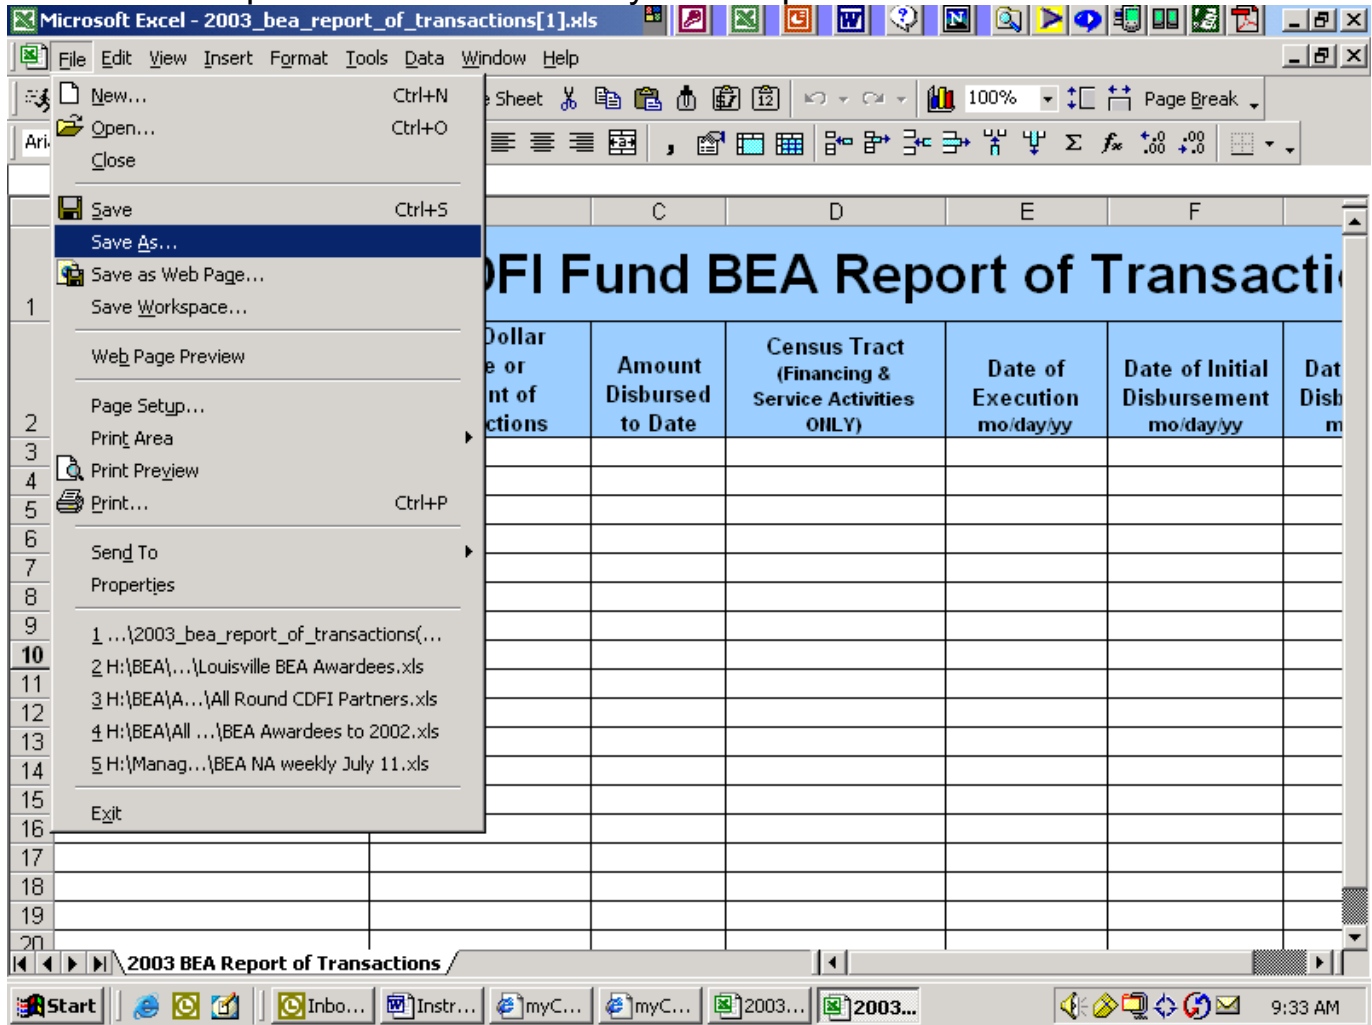 Microsoft Excel - 2003_bea_report_of_transactions[1].xls
File Edit View Insert Format Tools Data Window Help
New... Ctrl+N
Sheet
100%
Page Break
Open... Ctrl+O
Ari
Close
Save Ctrl+S
C D E F
Save As...
Save as Web Page...
DFI Fund BEA Report of Transacti
1
Save Workspace...
Web Page Preview
Page Setup...
Print Area
Print Preview
Print... Ctrl+P
Dollar
e or
nt of
ctions
Amount
Disbursed
to Date
Census Tract
(Financing &
Service Activities
ONLY)
Date of
Execution
mo/day/yy
Date of Initial
Disbursement
mo/day/yy
Dat
Disb
m
2
3
4
5
6
7
8
9
10
11
12
13
14
15
16
17
18
19
20
Send To
Properties
1 ...\2003_bea_report_of_transactions(...
2 H:\BEA\...\Louisville BEA Awardees.xls
3 H:\BEA\A...\All Round CDFI Partners.xls
4 H:\BEA\All ...\BEA Awardees to 2002.xls
5 H:\Manag...\BEA NA weekly July 11.xls
Exit
2003 BEA Report of Transactions
Start Inbo... Instr... myC... myC... 2003... 2003... 9:33 AM